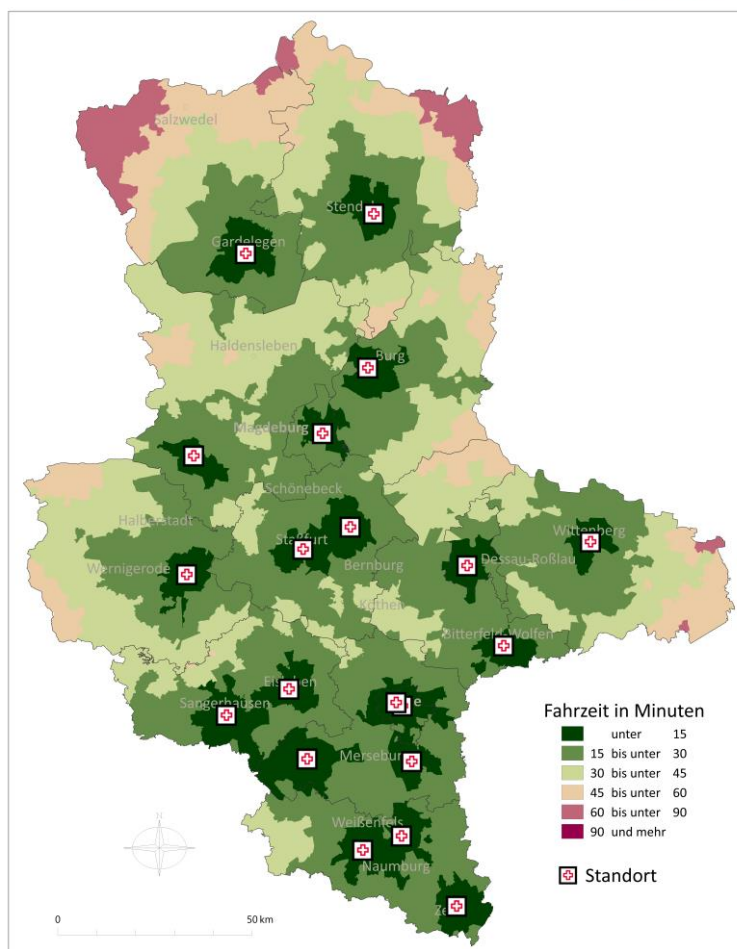 Salzwedel
Stend
Gardelegen
Haldensleben
Burg
Magdeburg
Schönebeck
Halberstadt
Staßfurt
Wittenberg
Dessau-Roßlau
Wernigerode
Bernburg
Köthen
Bitterfeld-Wolfen
Sangerhausen
Merseburg
Weißenfels
Naumburg
Fahrzeit in Minuten
unter 15
15 bis unter 30
30 bis unter 45
45 bis unter 60
60 bis unter 90
90 und mehr
Standort
N
0 50 km